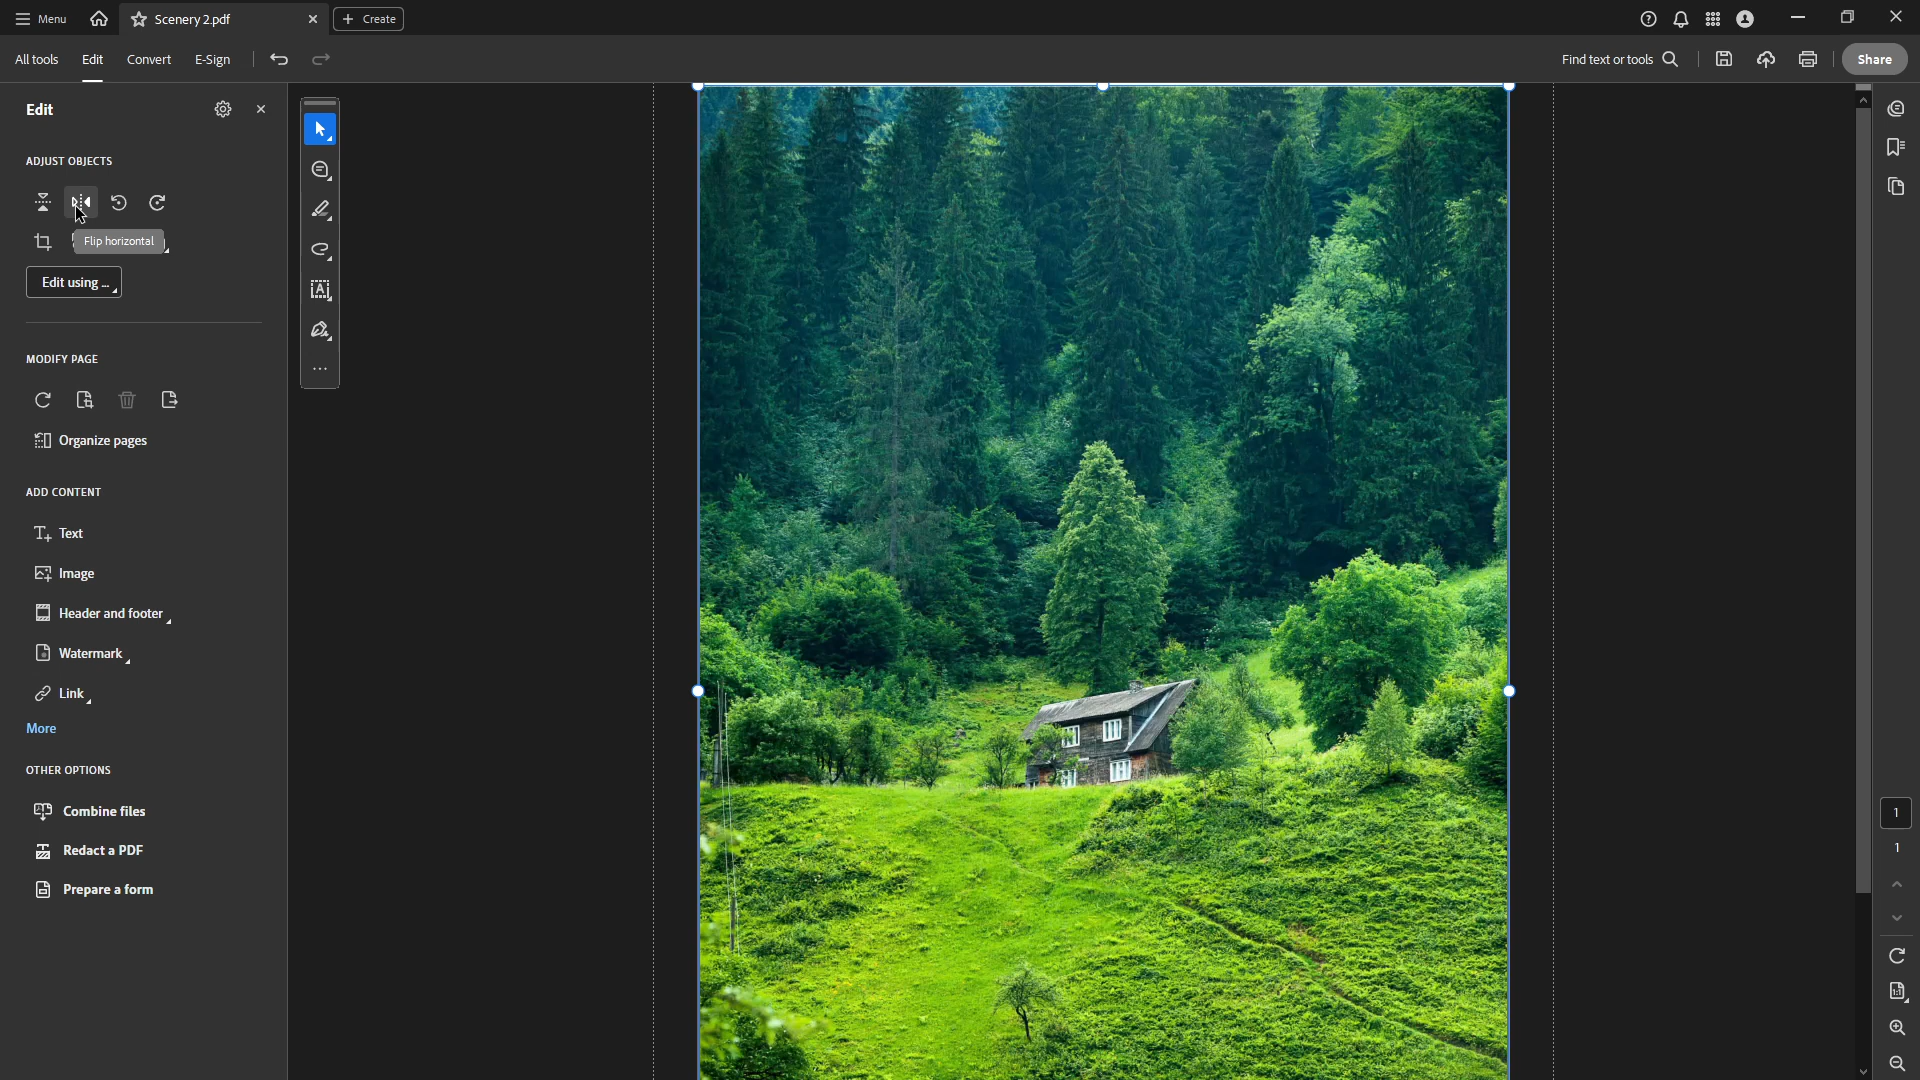 Menu
Scenery 2.pdf
Create
All tools
Edit
Convert
E-Sign
Find text or tools
Share
Edit
ADJUST OBJECTS
Flip horizontal
Edit using ...
MODIFY PAGE
Organize pages
ADD CONTENT
Text
Image
Header and footer
Watermark
Link
More
OTHER OPTIONS
Combine files
Redact a PDF
Prepare a form
1
1